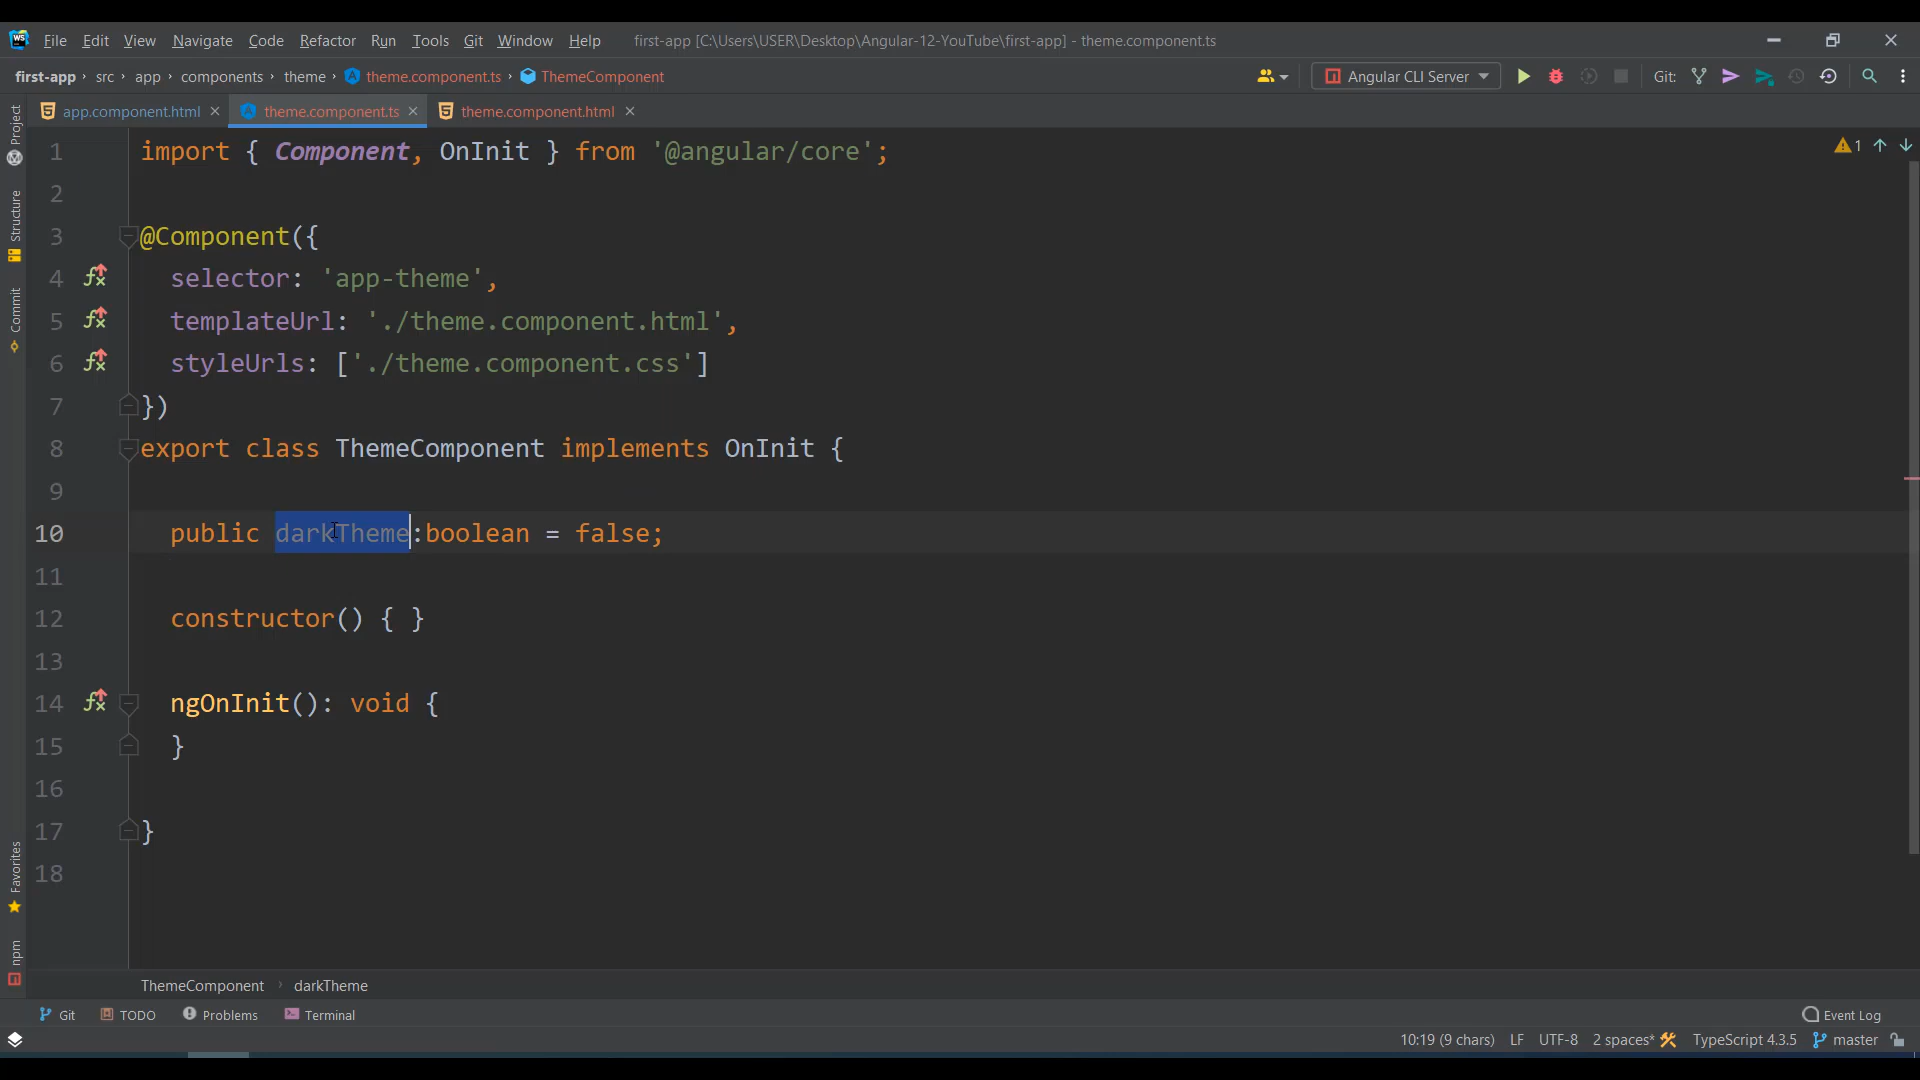 WS File Edit View Navigate Code Refactor Run Tools Git Window Help first-app [C:\Users\USER\Desktop\Angular-12-YouTube\first-app] - theme.component.ts
first-app › src › app › components › theme › theme.component.ts › ThemeComponent Angular CLI Server Git:
app.component.html theme.component.ts theme.component.html
Project
Structure
Commit
Favorites
npm
1 import { Component, OnInit } from '@angular/core'; 1
2
3 @Component({
4 selector: 'app-theme',
5 templateUrl: './theme.component.html',
6 styleUrls: ['./theme.component.css']
7 })
8 export class ThemeComponent implements OnInit {
9
10 public darkTheme:boolean = false;
11
12 constructor() { }
13
14 ngOnInit(): void {
15 }
16
17 }
18
ThemeComponent › darkTheme
Git TODO Problems Terminal Event Log
10:19 (9 chars) LF UTF-8 2 spaces* TypeScript 4.3.5 master